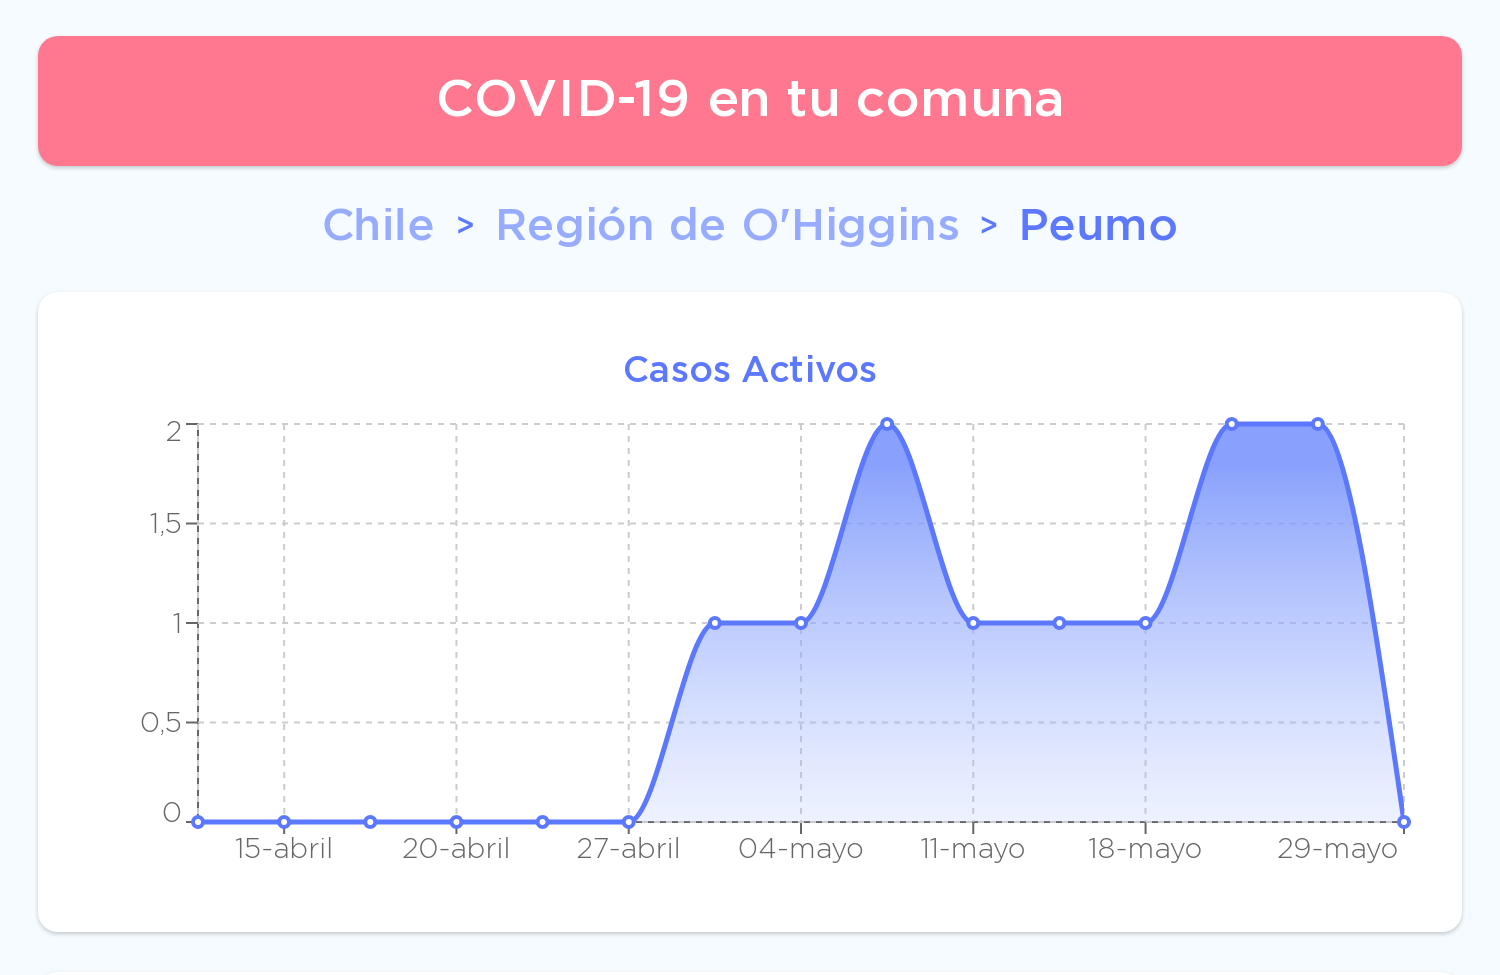 COVID-19 en tu comuna
Chile > Región de O'Higgins > Peumo
Casos Activos
2
1,5
1
0,5
0
15-abril 20-abril 27-abril 04-mayo 11-mayo 18-mayo 29-mayo